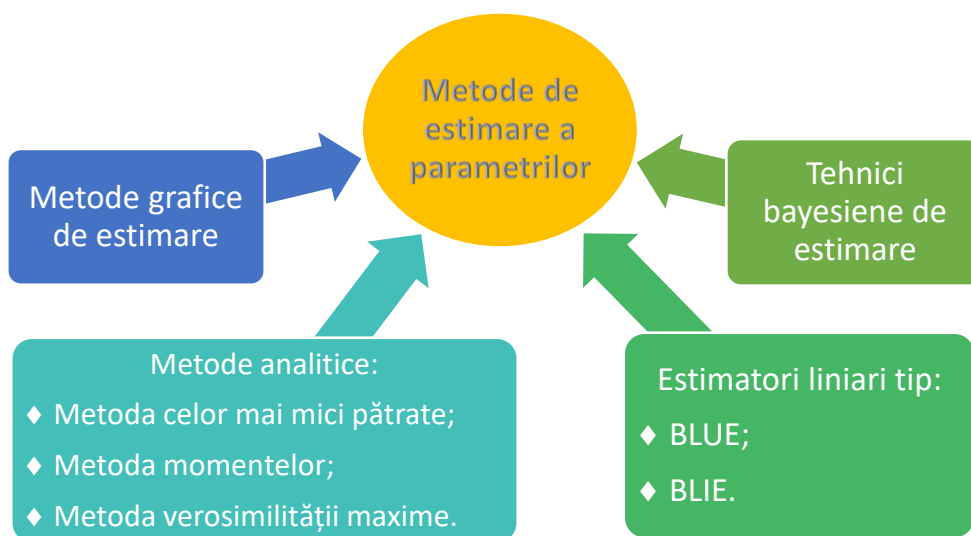 Metode de
estimare a
parametrilor
Metode grafice
de estimare
Tehnici
bayesiene de
estimare
Metode analitice:
♦ Metoda celor mai mici pătrate;
♦ Metoda momentelor;
♦ Metoda verosimilității maxime.
Estimatori liniari tip:
♦ BLUE;
♦ BLIE.